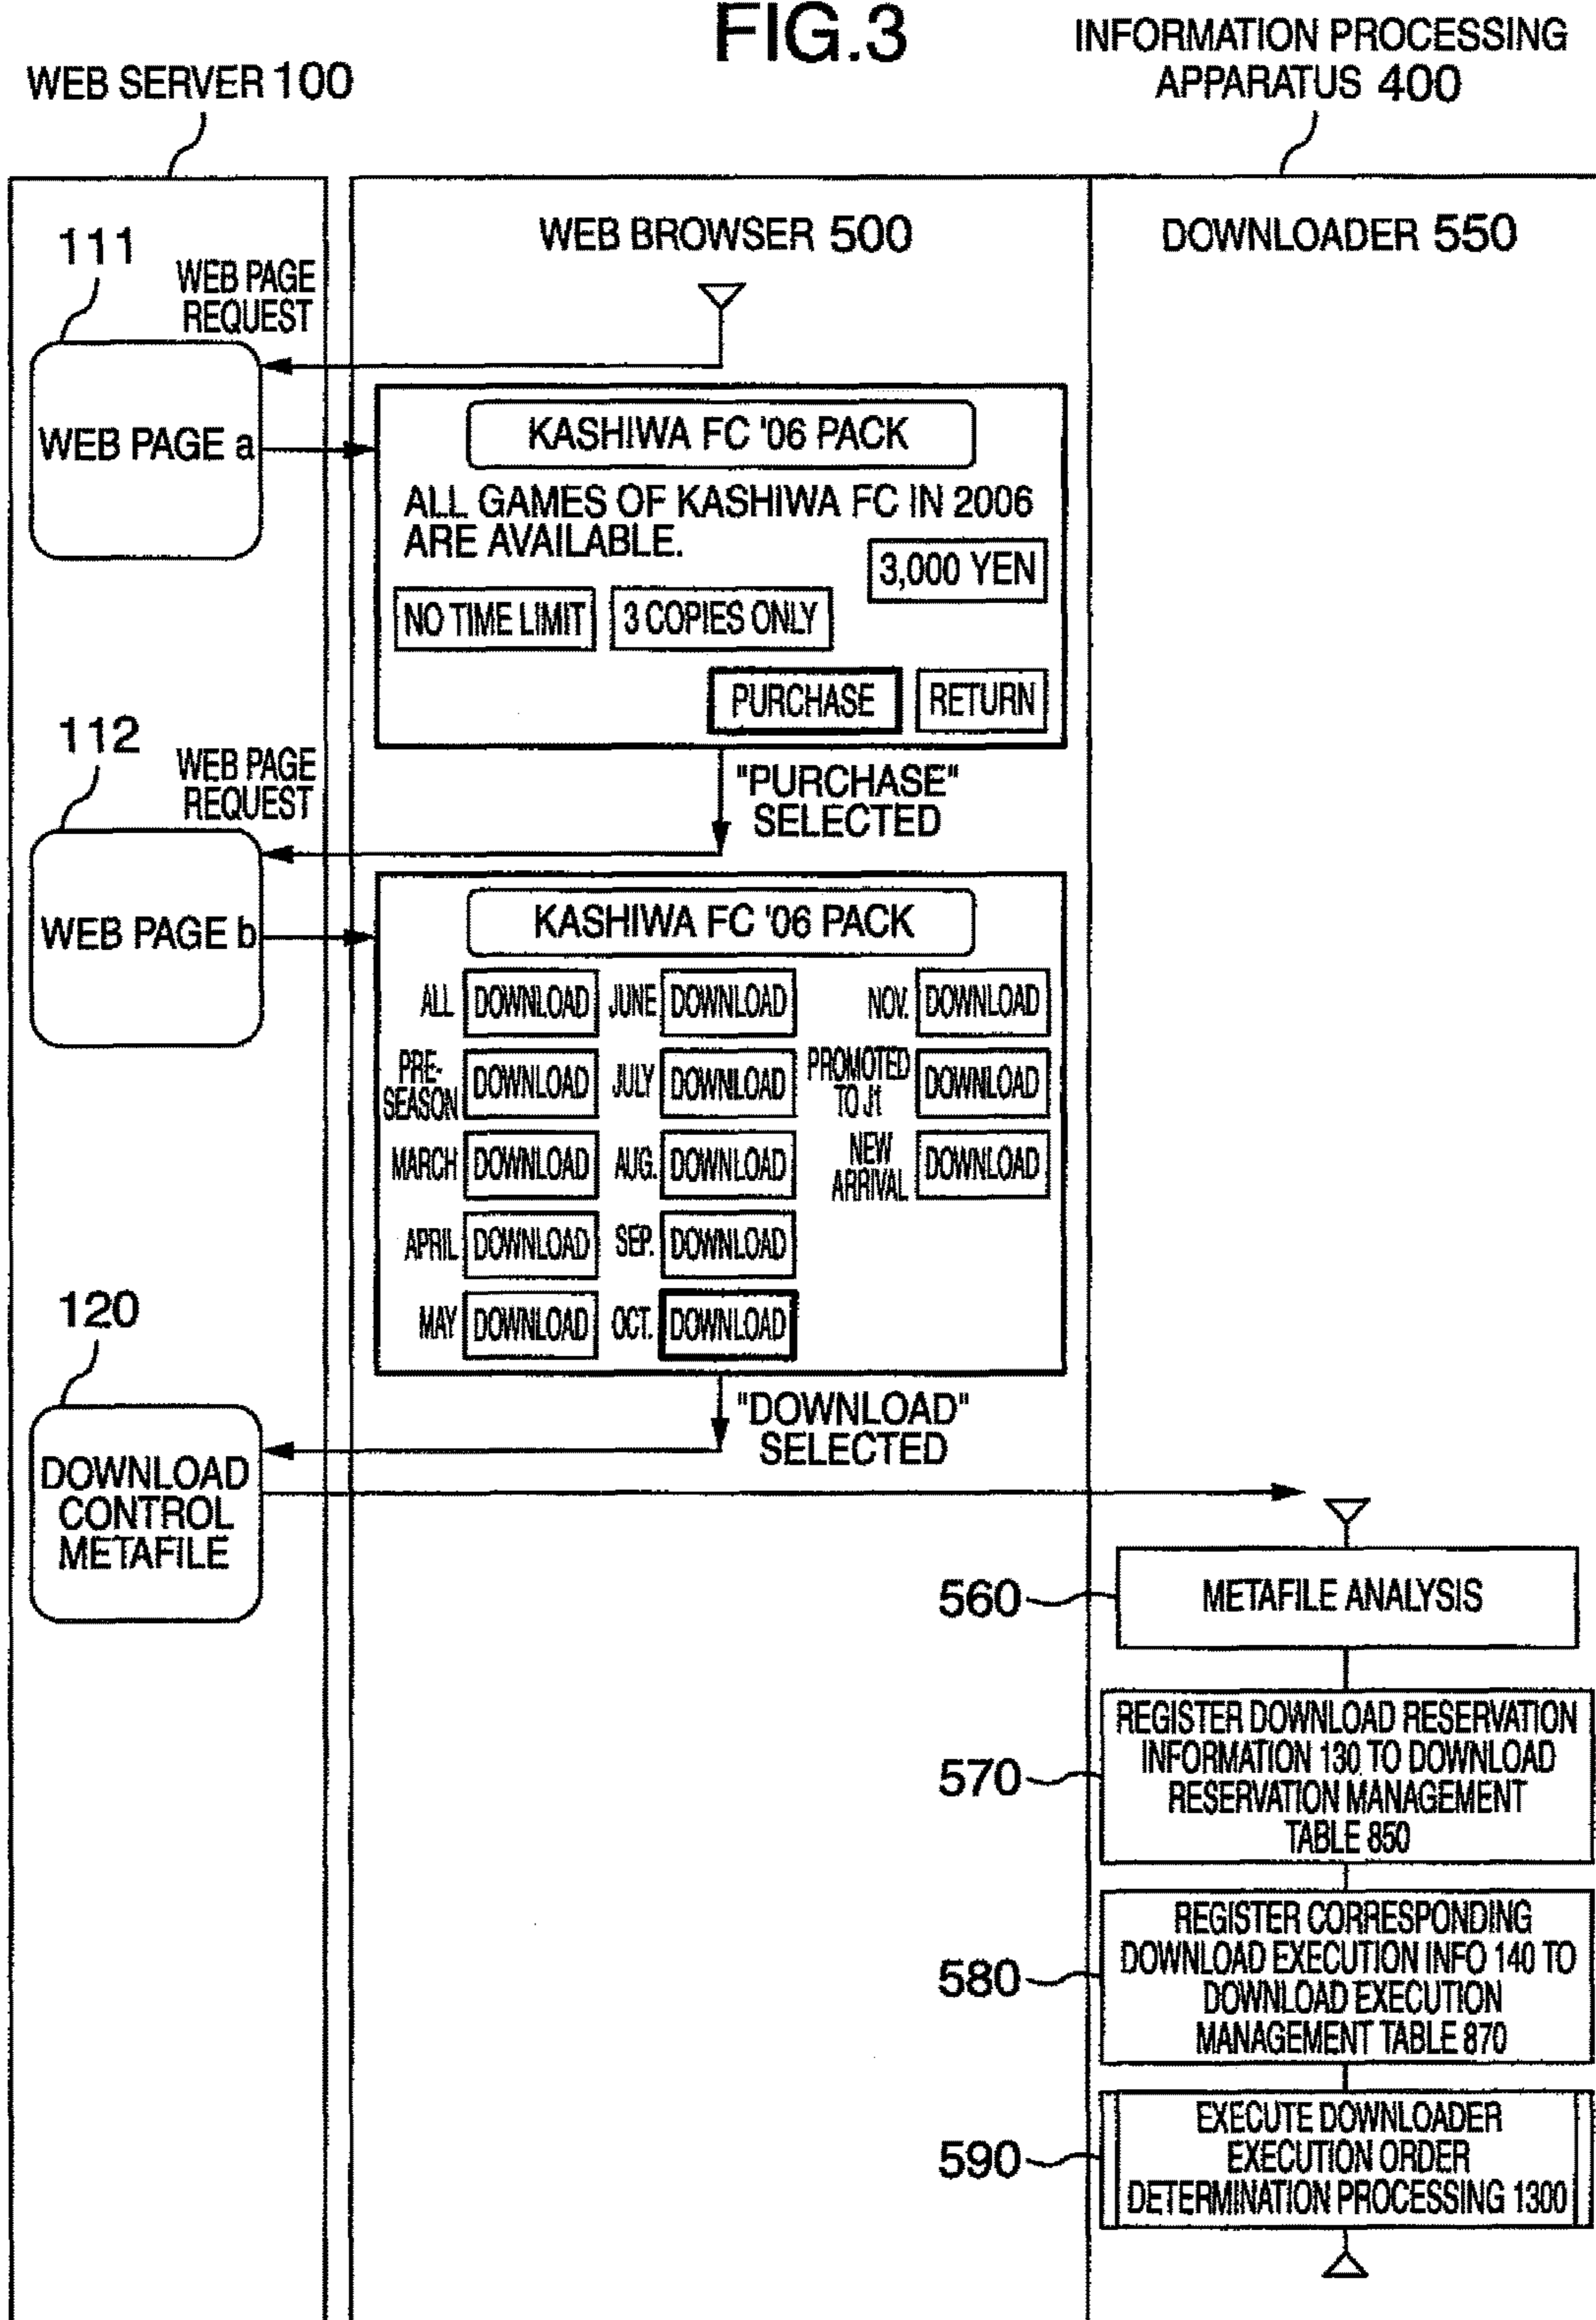 FIG.3
WEB SERVER 100
INFORMATION PROCESSING
APPARATUS 400
WEB BROWSER 500
DOWNLOADER 550
111
WEB PAGE
REQUEST
WEB PAGE a
KASHIWA FC '06 PACK
ALL GAMES OF KASHIWA FC IN 2006
ARE AVAILABLE.
3,000 YEN
NO TIME LIMIT
3 COPIES ONLY
PURCHASE
RETURN
"PURCHASE"
SELECTED
112
WEB PAGE
REQUEST
WEB PAGE b
KASHIWA FC '06 PACK
ALL DOWNLOAD JUNE DOWNLOAD NOV. DOWNLOAD
PRE-
SEASON DOWNLOAD JULY DOWNLOAD PROMOTED
TO J1 DOWNLOAD
MARCH DOWNLOAD AUG. DOWNLOAD NEW
ARRIVAL DOWNLOAD
APRIL DOWNLOAD SEP. DOWNLOAD
MAY DOWNLOAD OCT. DOWNLOAD
"DOWNLOAD"
SELECTED
120
DOWNLOAD
CONTROL
METAFILE
560
METAFILE ANALYSIS
570
REGISTER DOWNLOAD RESERVATION
INFORMATION 130 TO DOWNLOAD
RESERVATION MANAGEMENT
TABLE 850
580
REGISTER CORRESPONDING
DOWNLOAD EXECUTION INFO 140 TO
DOWNLOAD EXECUTION
MANAGEMENT TABLE 870
590
EXECUTE DOWNLOADER
EXECUTION ORDER
DETERMINATION PROCESSING 1300